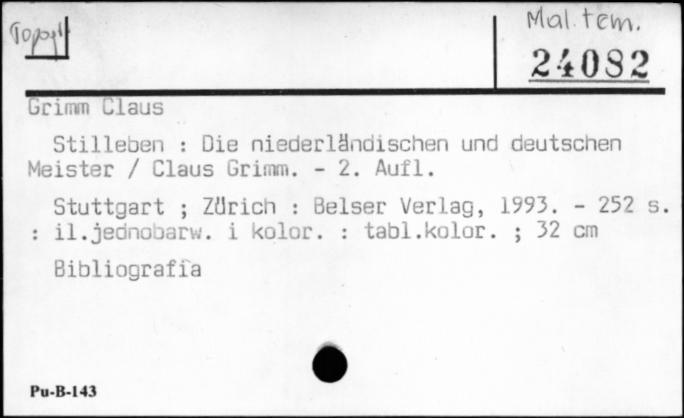 Topogr
Mal. tem.
24082
Grimm Claus
Stilleben : Die niederländischen und deutschen
Meister / Claus Grimm. - 2. Aufl.
Stuttgart ; Zürich : Belser Verlag, 1993. - 252 s.
: il.jednobarw. i kolor. : tabl.kolor. ; 32 cm
Bibliografia
Pu-B-143